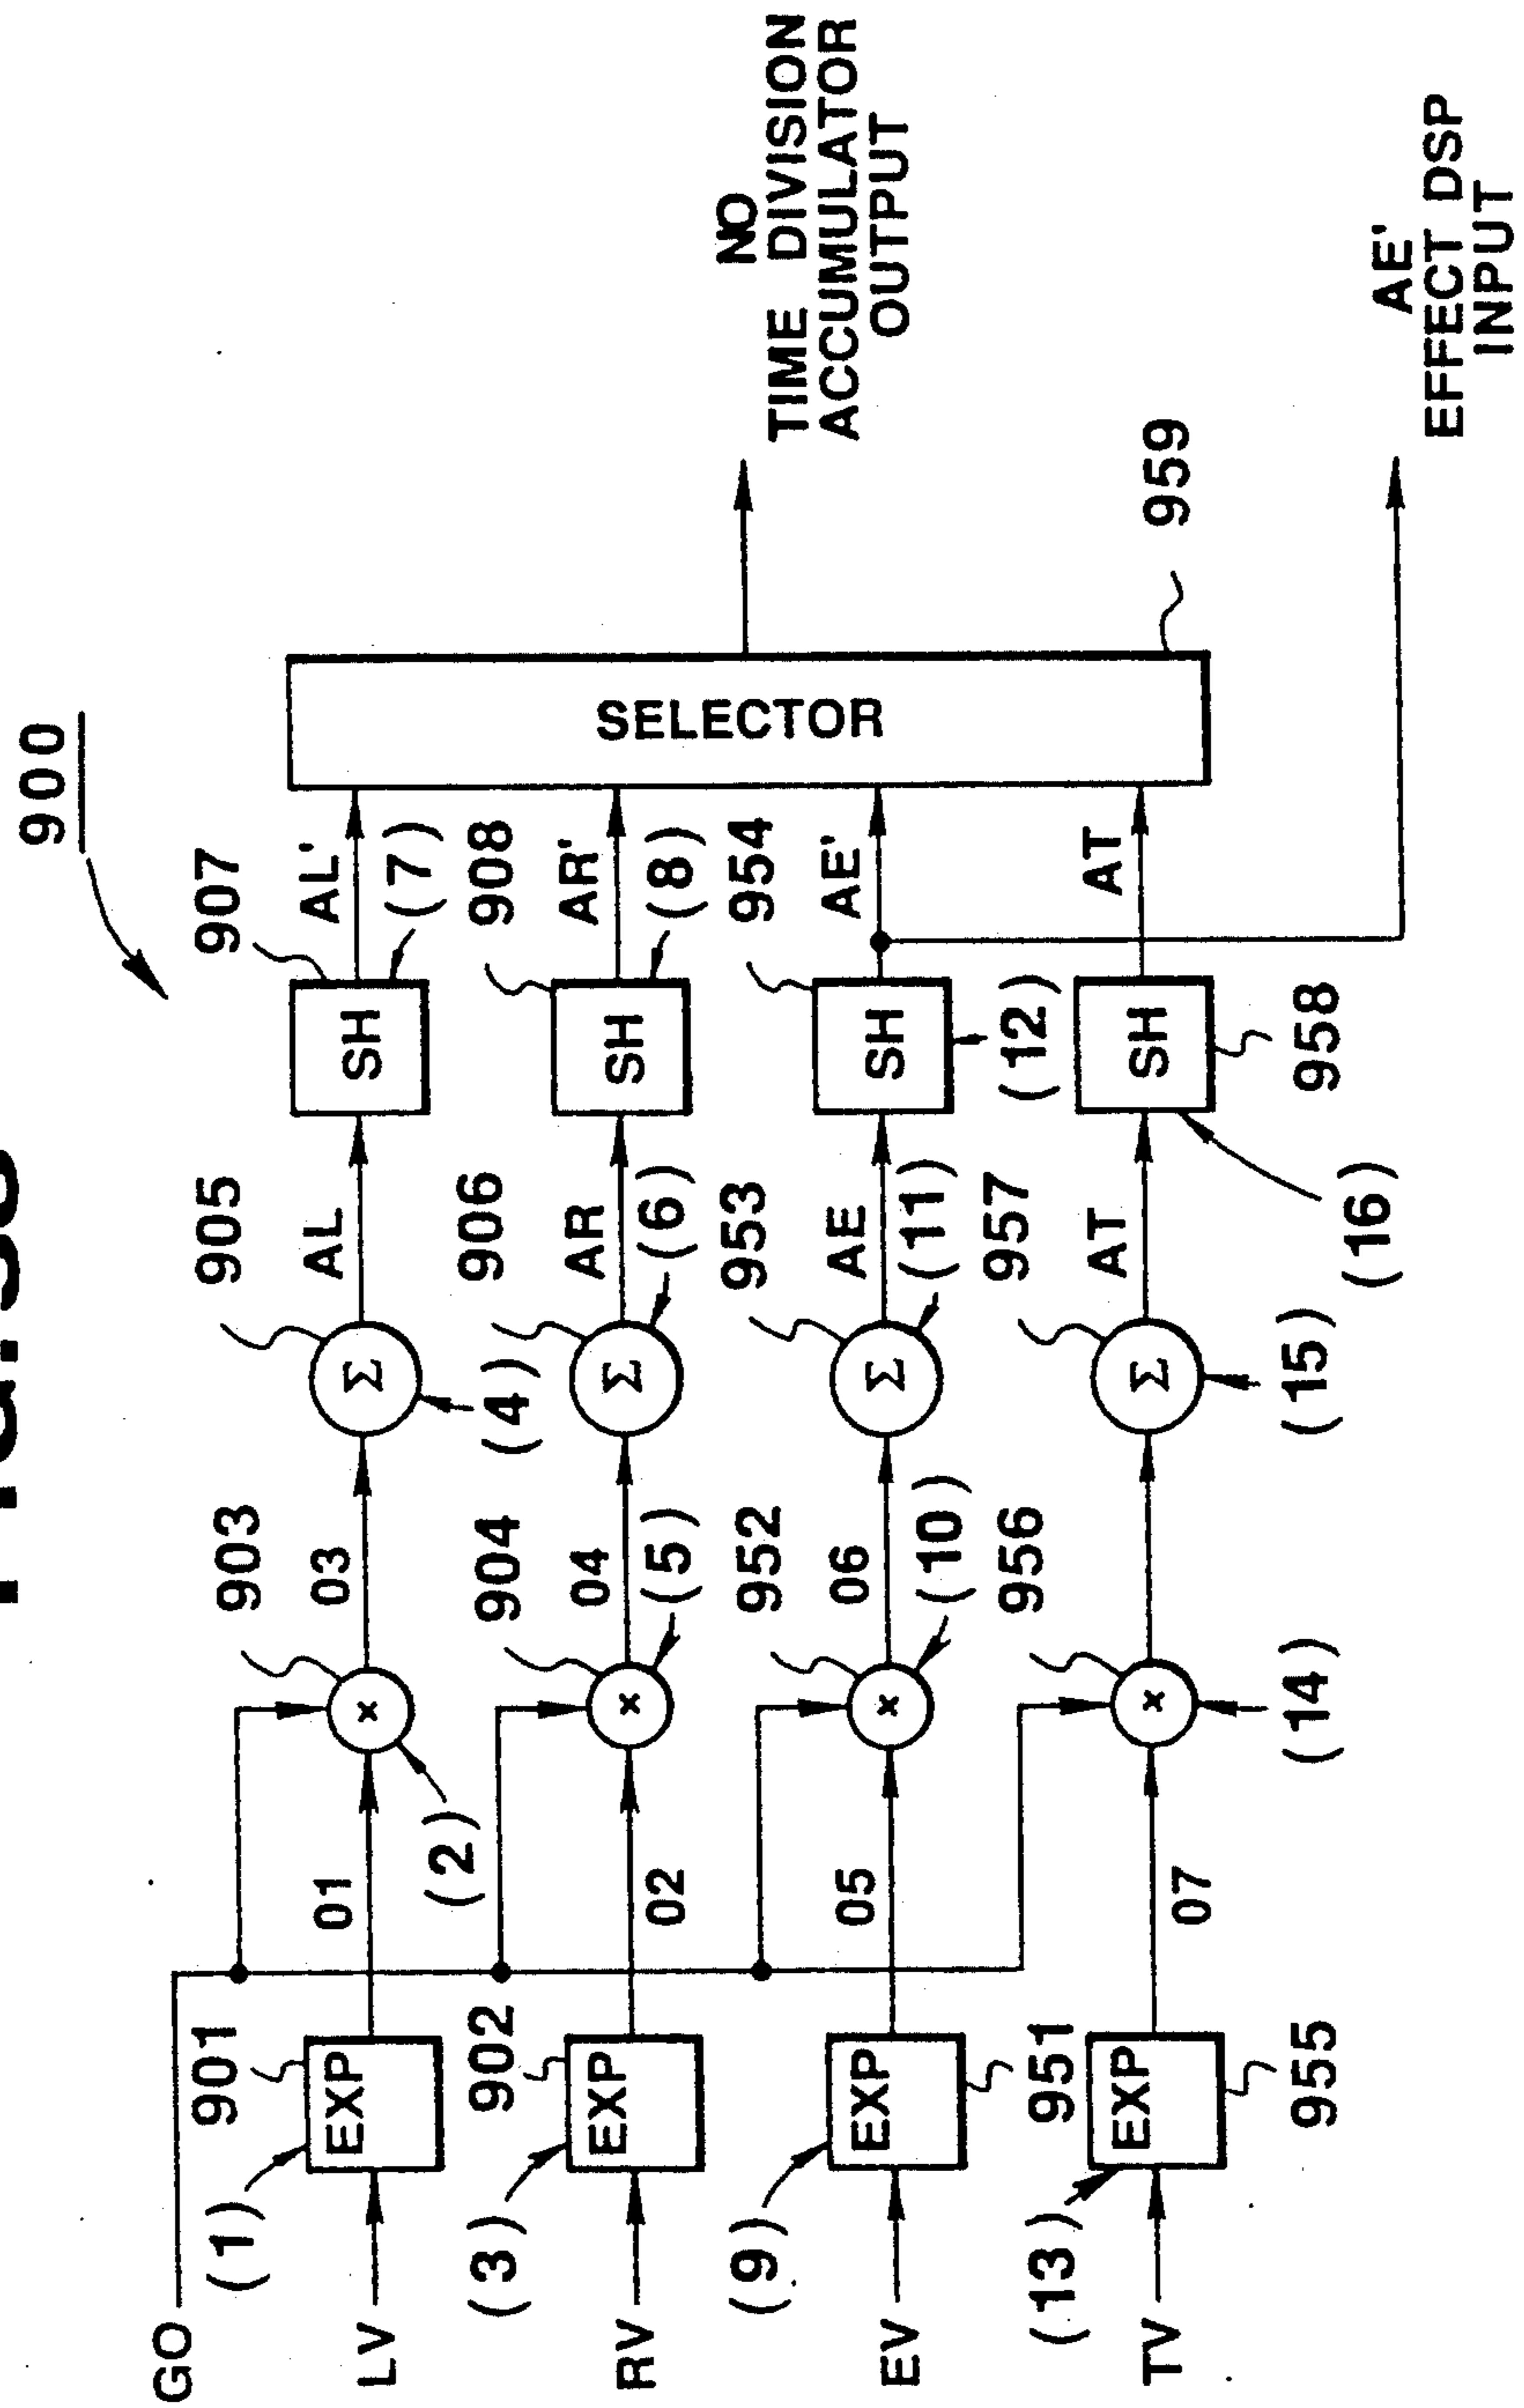 900
GO
901
903
905
907
(1)
EXP
01
×
03
Σ
AL
SH
AL'
LV
(2)
(4)
(7)
902
904
906
908
(3)
EXP
02
×
04
Σ
AR
SH
AR'
RV
(5)
(6)
(8)
952
953
954
(9)
EXP
05
×
06
Σ
AE
SH
AE'
EV
951
(10)
(11)
(12)
956
957
(13)
EXP
07
×
Σ
AT
SH
AT
TV
955
(14)
(15)
(16)
958
SELECTOR
959
NO
TIME DIVISION
ACCUMULATOR
OUTPUT
AE'
EFFECT DSP
INPUT